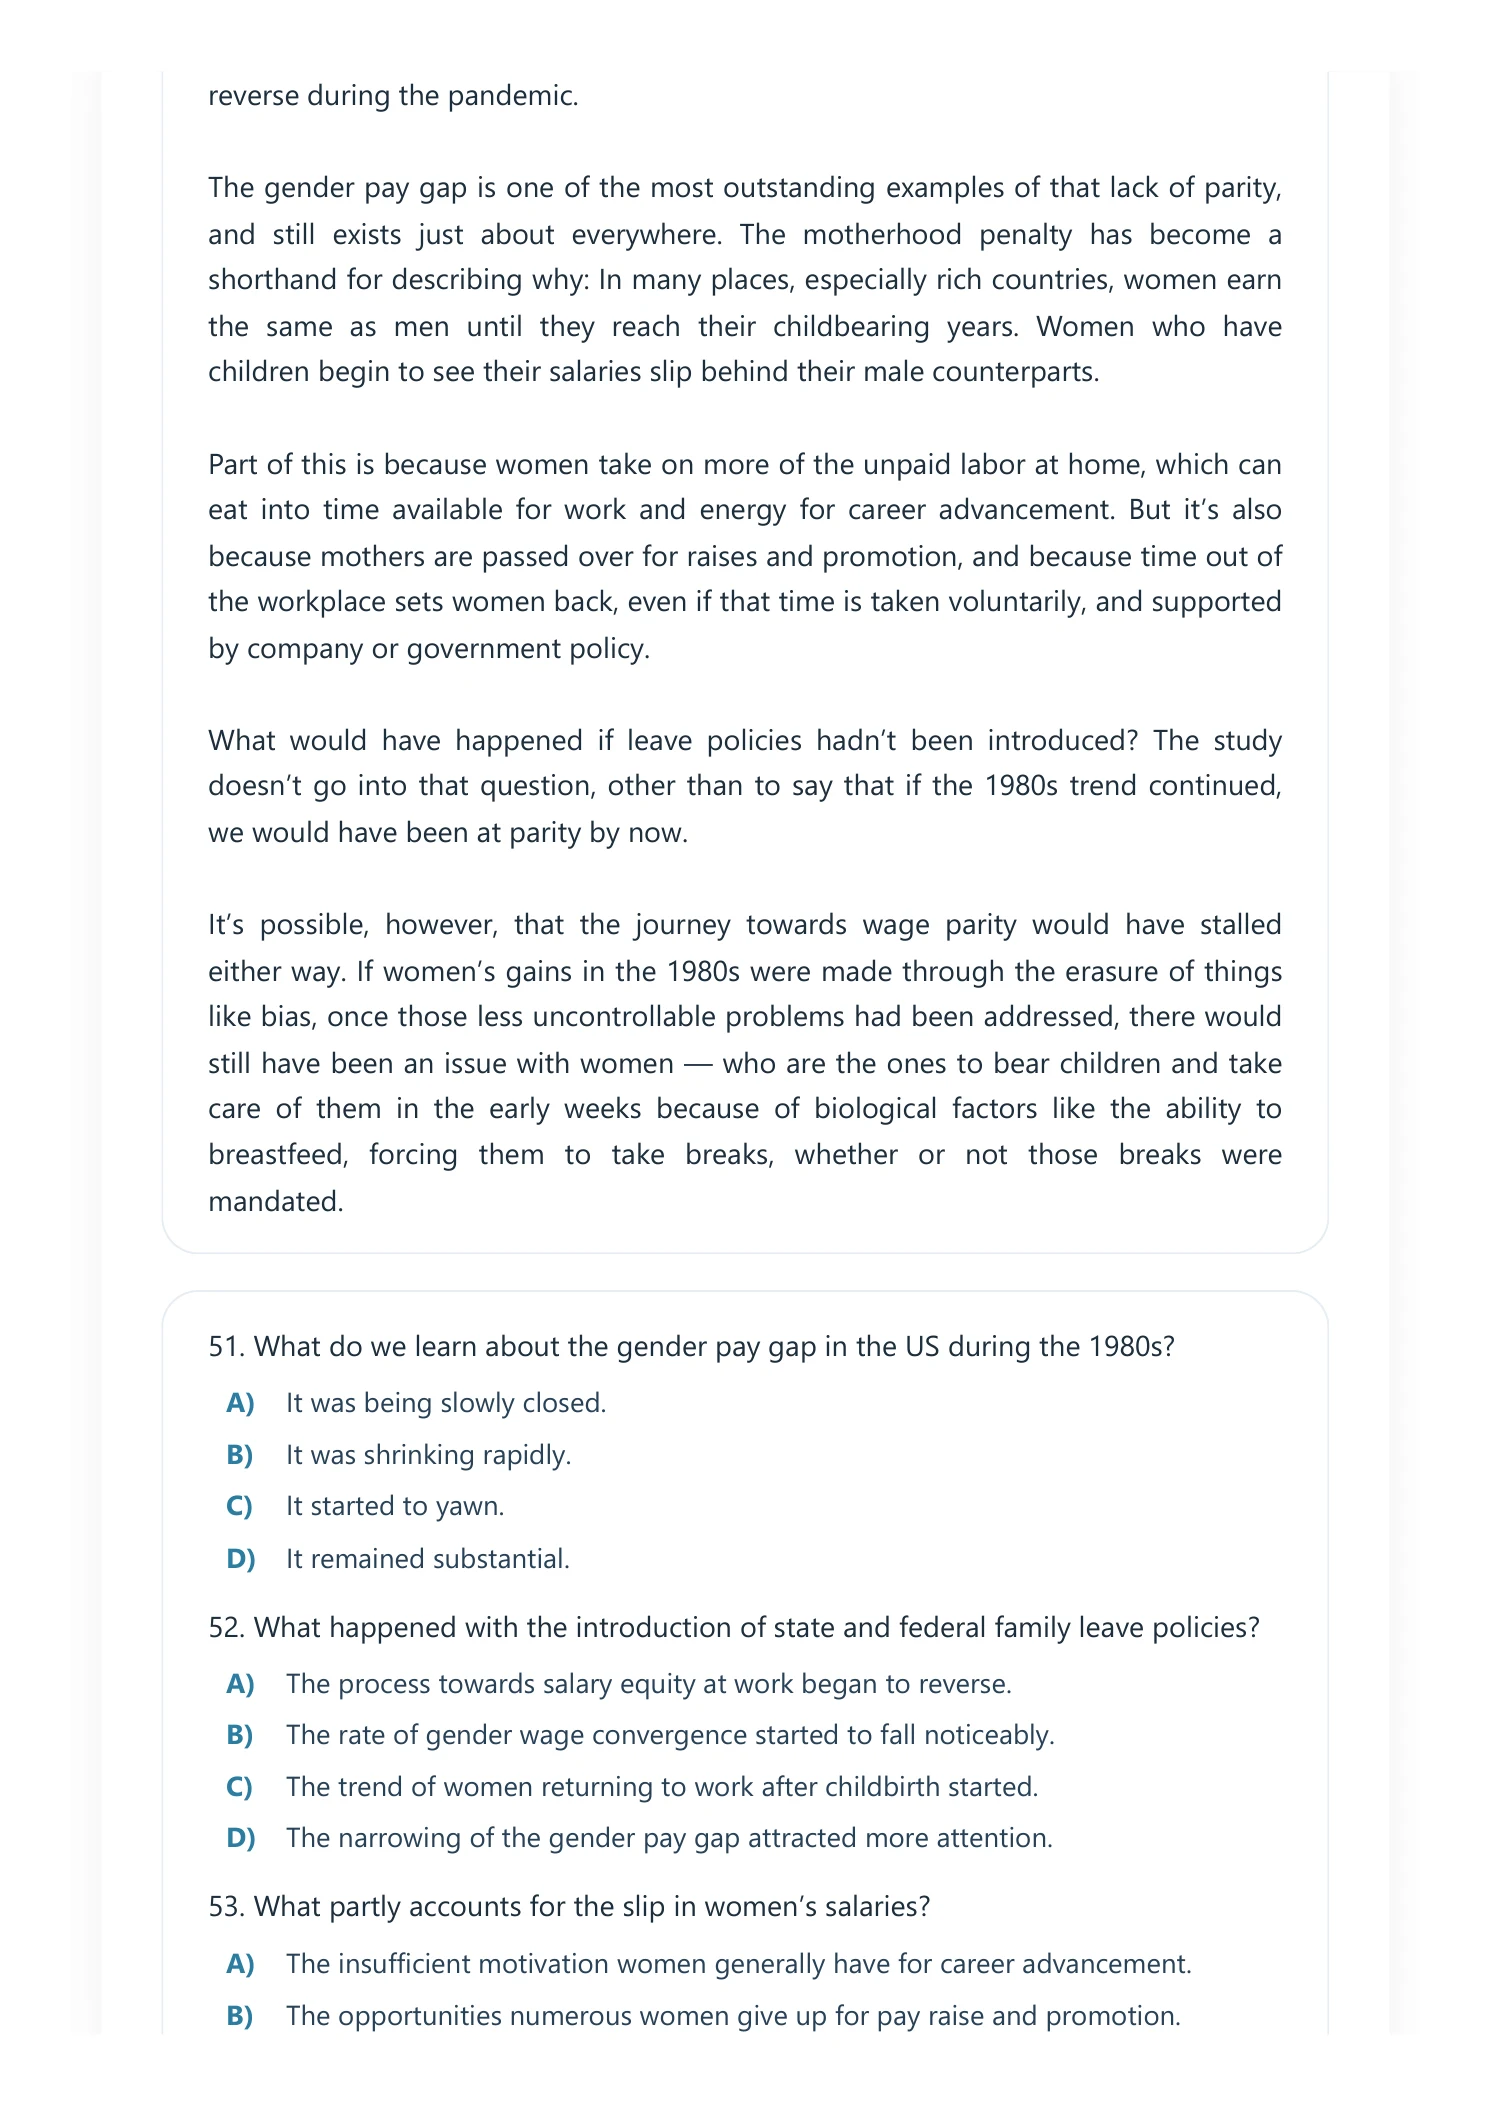 reverse during the pandemic.
The gender pay gap is one of the most outstanding examples of that lack of parity,
and still exists just about everywhere. The motherhood penalty has become a
shorthand for describing why: In many places, especially rich countries, women earn
the same as men until they reach their childbearing years. Women who have
children begin to see their salaries slip behind their male counterparts.
Part of this is because women take on more of the unpaid labor at home, which can
eat into time available for work and energy for career advancement. But it’s also
because mothers are passed over for raises and promotion, and because time out of
the workplace sets women back, even if that time is taken voluntarily, and supported
by company or government policy.
What would have happened if leave policies hadn’t been introduced? The study
doesn’t go into that question, other than to say that if the 1980s trend continued,
we would have been at parity by now.
It’s possible, however, that the journey towards wage parity would have stalled
either way. If women’s gains in the 1980s were made through the erasure of things
like bias, once those less uncontrollable problems had been addressed, there would
still have been an issue with women — who are the ones to bear children and take
care of them in the early weeks because of biological factors like the ability to
breastfeed, forcing them to take breaks, whether or not those breaks were
mandated.
51. What do we learn about the gender pay gap in the US during the 1980s?
A) It was being slowly closed.
B) It was shrinking rapidly.
C) It started to yawn.
D) It remained substantial.
52. What happened with the introduction of state and federal family leave policies?
A) The process towards salary equity at work began to reverse.
B) The rate of gender wage convergence started to fall noticeably.
C) The trend of women returning to work after childbirth started.
D) The narrowing of the gender pay gap attracted more attention.
53. What partly accounts for the slip in women’s salaries?
A) The insufficient motivation women generally have for career advancement.
B) The opportunities numerous women give up for pay raise and promotion.